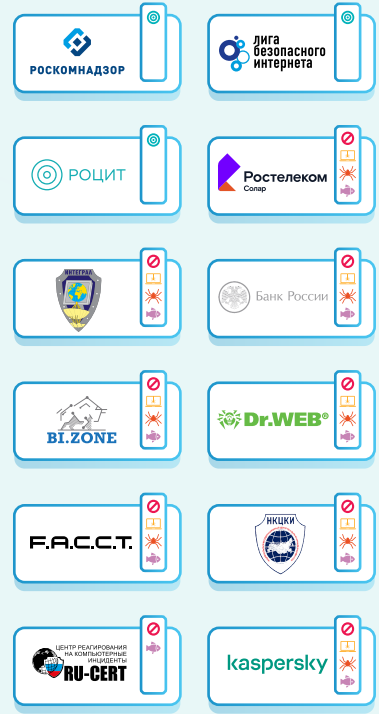 РОСКОМНАДЗОР
лига
безопасного
интернета
РОЦИТ
Ростелеком
Солар
ИНТЕГРАЛ
Банк России
BI.ZONE
Dr.WEB®
F.A.C.C.T.
НКЦКИ
ЦЕНТР РЕАГИРОВАНИЯ
НА КОМПЬЮТЕРНЫЕ
ИНЦИДЕНТЫ
RU-CERT
kaspersky